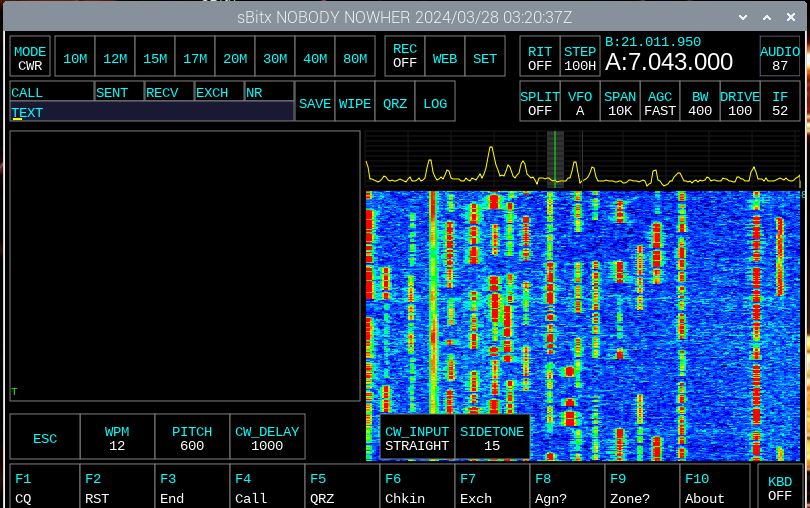 sBitx NOBODY NOWHER 2024/03/28 03:20:37Z
MODE
CWR
10M 12M 15M 17M 20M 30M 40M 80M
REC
OFF
WEB SET
RIT
OFF
STEP
100H
B:21.011.950
A:7.043.000
AUDIO
87
CALL SENT RECV EXCH NR
TEXT
SAVE WIPE QRZ LOG
SPLIT
OFF
VFO
A
SPAN
10K
AGC
FAST
BW
400
DRIVE
100
IF
52
T
ESC
WPM
12
PITCH
600
CW_DELAY
1000
CW_INPUT
STRAIGHT
SIDETONE
15
F1
CQ
F2
RST
F3
End
F4
Call
F5
QRZ
F6
Chkin
F7
Exch
F8
Agn?
F9
Zone?
F10
About
KBD
OFF